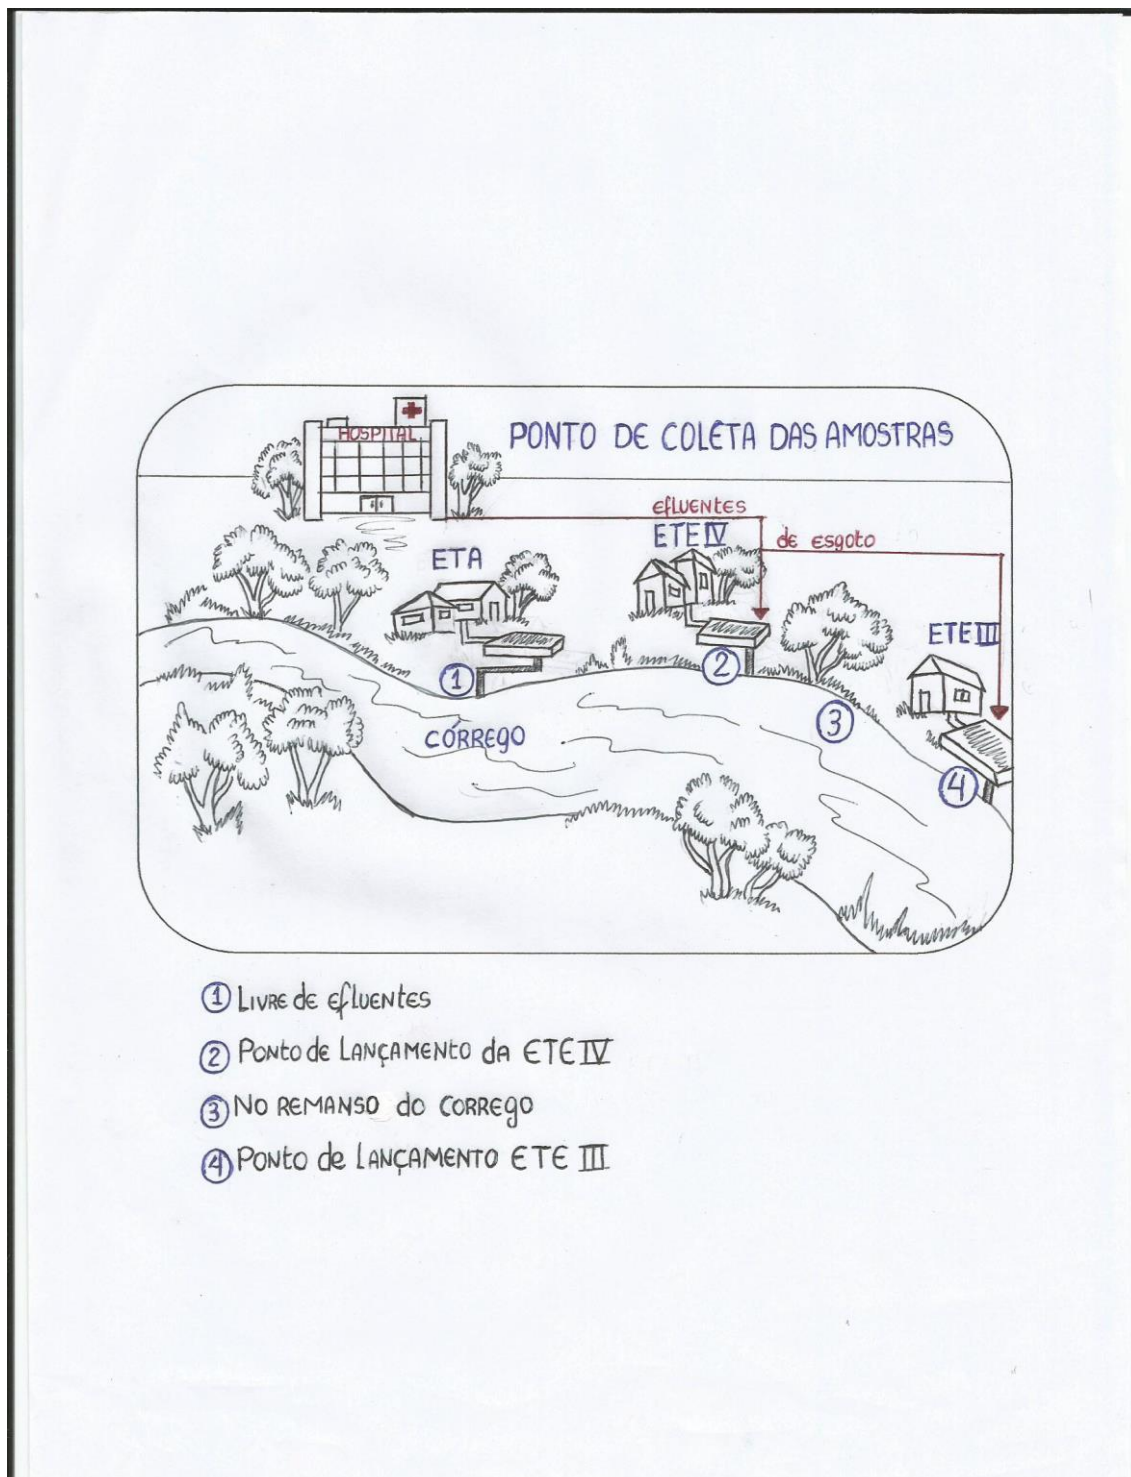 HOSPITAL
PONTO DE COLETA DAS AMOSTRAS
EFLUENTES
ETE IV
de esgoto
ETA
ETE III
1
2
3
4
CÓRREGO
1 LIVRE de EFLUENTES
2 PONTO de LANÇAMENTO da ETE IV
3 NO REMANSO do CORREGO
4 PONTO de LANÇAMENTO ETE III